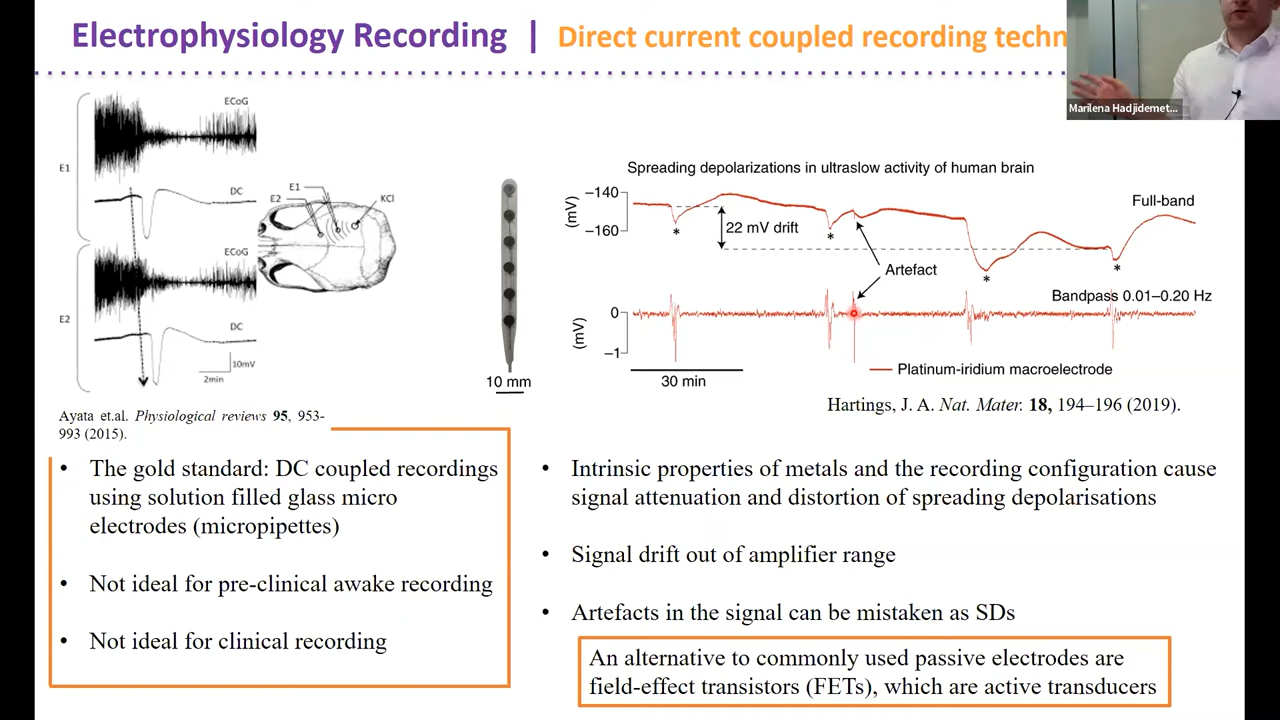 Electrophysiology Recording | Direct current coupled recording techn
Marilena Hadjidemet...
ECoG
E1
DC
ECoG
E2
DC
10mV
2min
E1
E2
KCl
10 mm
Spreading depolarizations in ultraslow activity of human brain
−140
(mV)
−160
Full-band
22 mV drift
*
*
*
*
Artefact
Bandpass 0.01–0.20 Hz
0
(mV)
−1
30 min
Platinum-iridium macroelectrode
Ayata et.al. Physiological reviews 95, 953-
993 (2015).
Hartings, J. A. Nat. Mater. 18, 194–196 (2019).
• The gold standard: DC coupled recordings
using solution filled glass micro
electrodes (micropipettes)
• Not ideal for pre-clinical awake recording
• Not ideal for clinical recording
• Intrinsic properties of metals and the recording configuration cause
signal attenuation and distortion of spreading depolarisations
• Signal drift out of amplifier range
• Artefacts in the signal can be mistaken as SDs
An alternative to commonly used passive electrodes are
field-effect transistors (FETs), which are active transducers